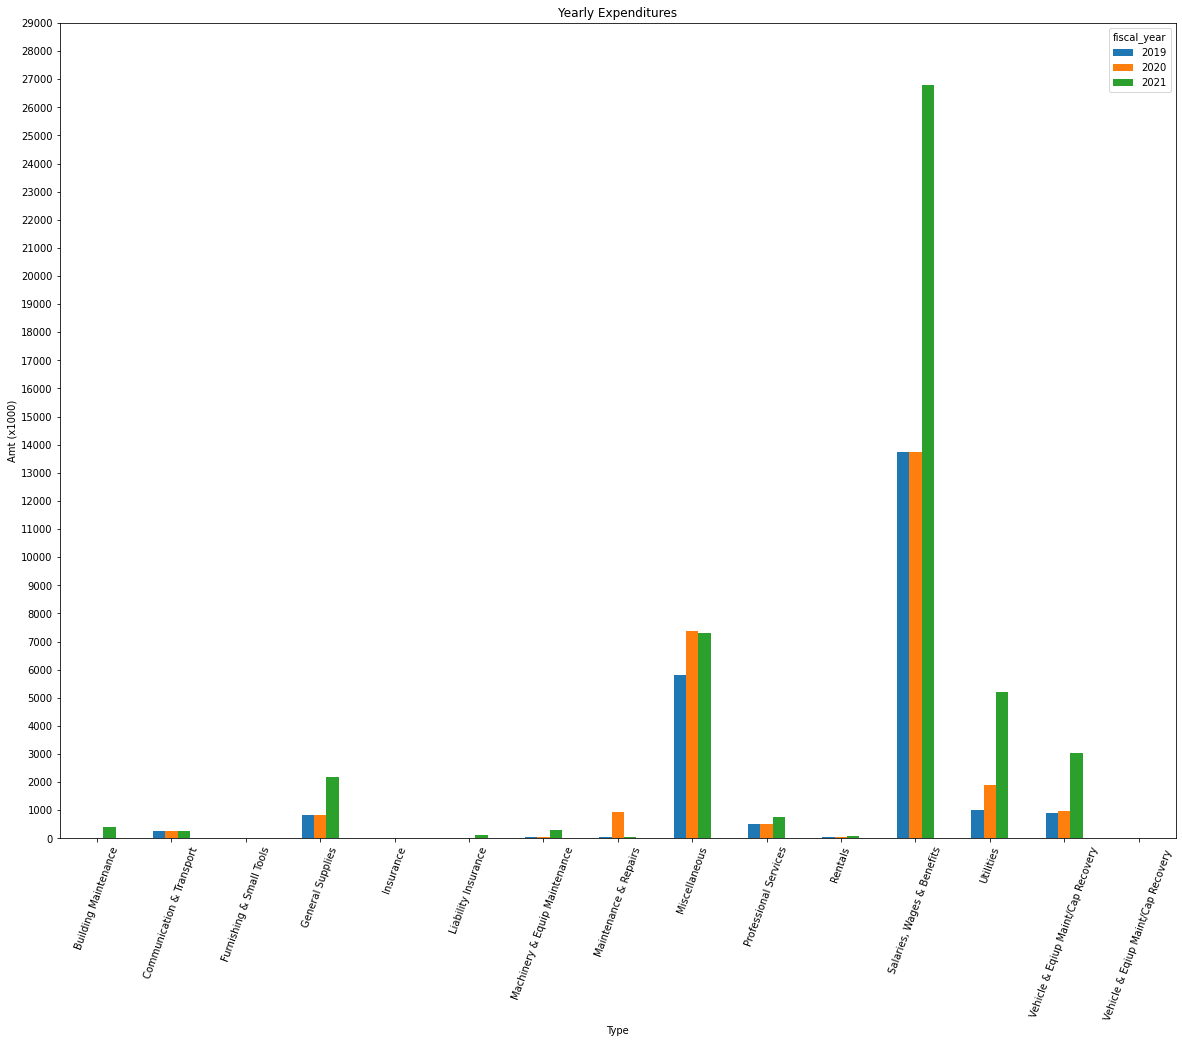 Yearly Expenditures
fiscal_year
2019
2020
2021
29000
28000
27000
26000
25000
24000
23000
22000
21000
20000
19000
18000
17000
16000
15000
14000
13000
12000
11000
10000
9000
8000
7000
6000
5000
4000
3000
2000
1000
0
Amt (x1000)
Building Maintenance
Communication & Transport
Furnishing & Small Tools
General Supplies
Insurance
Liability Insurance
Machinery & Equip Maintenance
Maintenance & Repairs
Miscellaneous
Professional Services
Rentals
Salaries, Wages & Benefits
Utilities
Vehicle & Eqiup Maint/Cap Recovery
Vehicle & Eqiup Maint/Cap Recovery
Type